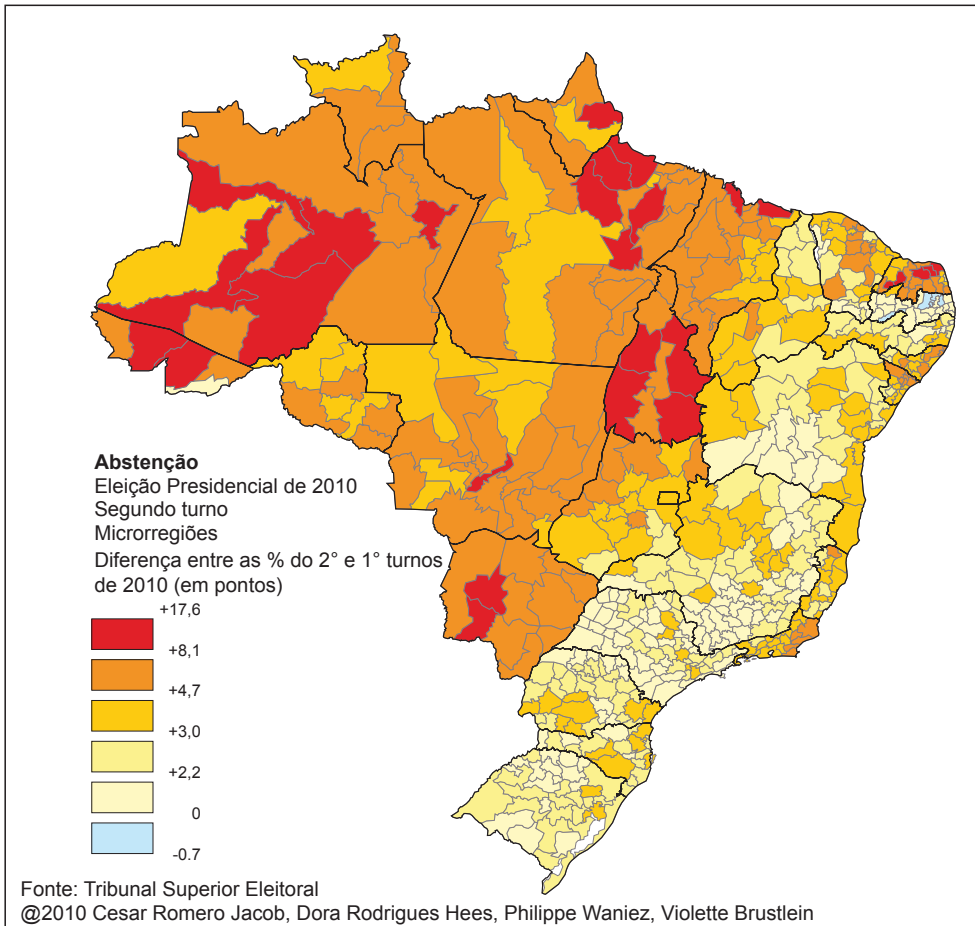 Abstenção
Eleição Presidencial de 2010
Segundo turno
Microrregiões
Diferença entre as % do 2° e 1° turnos
de 2010 (em pontos)
+17,6
+8,1
+4,7
+3,0
+2,2
0
-0.7
Fonte: Tribunal Superior Eleitoral
@2010 Cesar Romero Jacob, Dora Rodrigues Hees, Philippe Waniez, Violette Brustlein